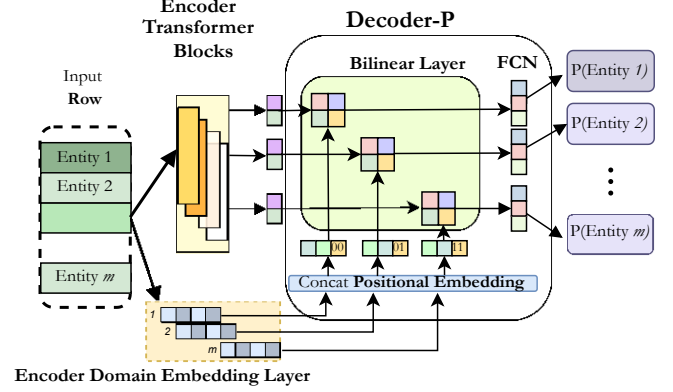 Encoder
Transformer
Blocks
Decoder-P
Input
Row
Bilinear Layer
FCN
Entity 1
Entity 2
Entity m
P(Entity 1)
P(Entity 2)
P(Entity m)
00
01
11
Concat Positional Embedding
1
2
m
Encoder Domain Embedding Layer